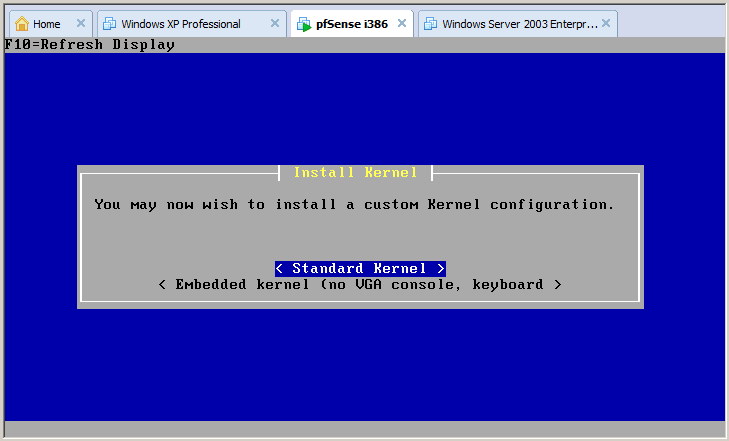 Home
Windows XP Professional
pfSense i386
Windows Server 2003 Enterpr...
F10=Refresh Display
Install Kernel
You may now wish to install a custom Kernel configuration.
< Standard Kernel >
< Embedded kernel (no VGA console, keyboard >